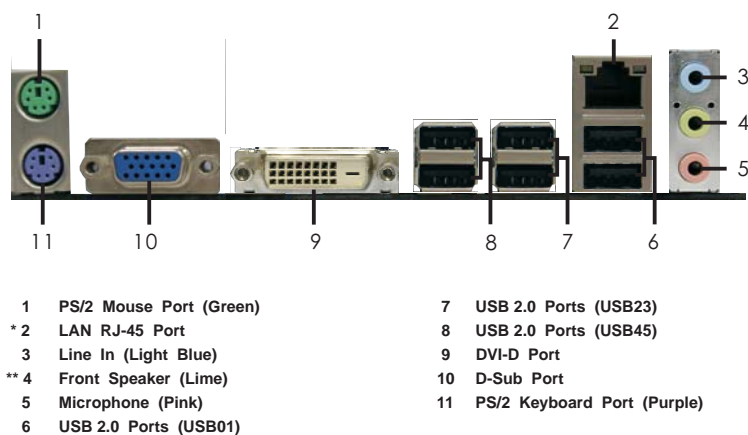 1
2
3
4
5
11
10
9
8
7
6
1 PS/2 Mouse Port (Green)
* 2 LAN RJ-45 Port
3 Line In (Light Blue)
** 4 Front Speaker (Lime)
5 Microphone (Pink)
6 USB 2.0 Ports (USB01)
7 USB 2.0 Ports (USB23)
8 USB 2.0 Ports (USB45)
9 DVI-D Port
10 D-Sub Port
11 PS/2 Keyboard Port (Purple)